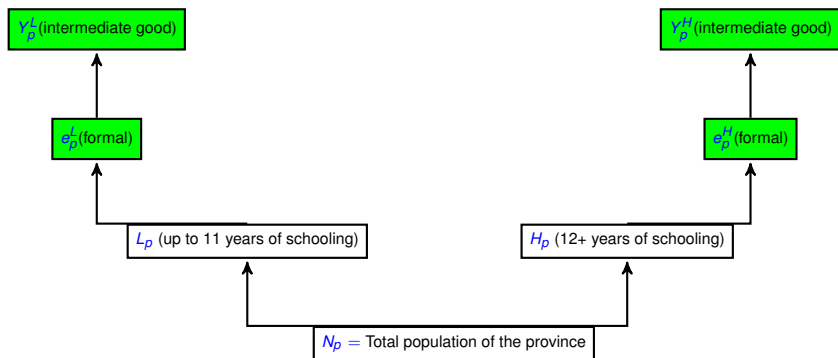 Y_p^L(intermediate good)
Y_p^H(intermediate good)
e_p^L(formal)
e_p^H(formal)
L_p (up to 11 years of schooling)
H_p (12+ years of schooling)
N_p = Total population of the province